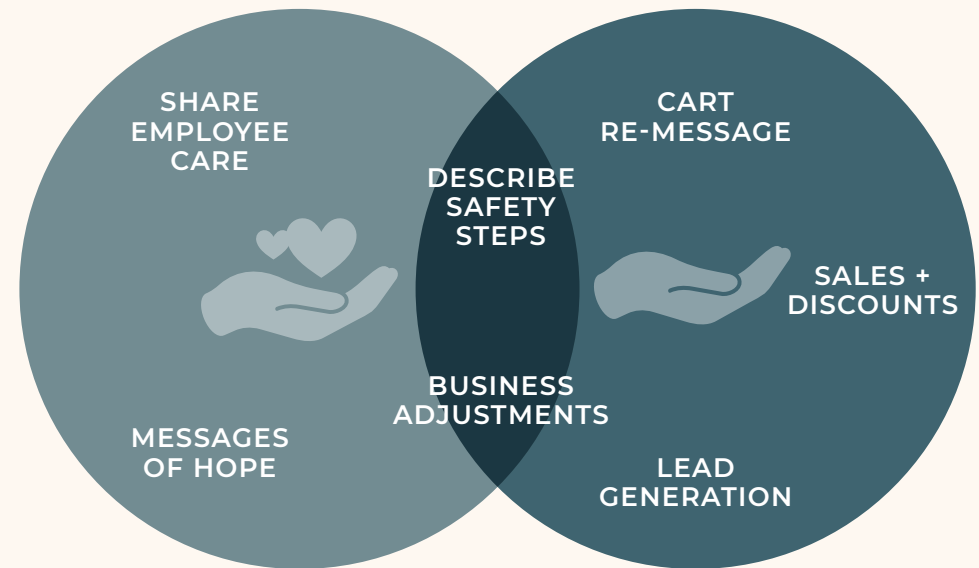 SHARE
EMPLOYEE
CARE
MESSAGES
OF HOPE
DESCRIBE
SAFETY
STEPS
BUSINESS
ADJUSTMENTS
CART
RE-MESSAGE
SALES +
DISCOUNTS
LEAD
GENERATION